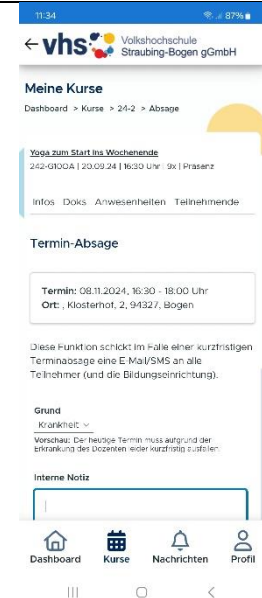 11:34 87%
vhs Volkshochschule
Straubing-Bogen gGmbH
Meine Kurse
Dashboard > Kurse > 24-2 > Absage
Yoga zum Start ins Wochenende
242-G100A | 20.09.24 | 16:30 Uhr | 9x | Präsenz
Infos Doks Anwesenheiten Teilnehmende
Termin-Absage
Termin: 08.11.2024, 16:30 - 18:00 Uhr
Ort: , Klosterhof, 2, 94327, Bogen
Diese Funktion schickt im Falle einer kurzfristigen
Terminabsage eine E-Mail/SMS an alle
Teilnehmer (und die Bildungseinrichtung).
Grund
Krankheit
Vorschau: Der heutige Termin muss aufgrund der
Erkrankung des Dozenten leider kurzfristig ausfallen.
Interne Notiz
Dashboard Kurse Nachrichten Profil